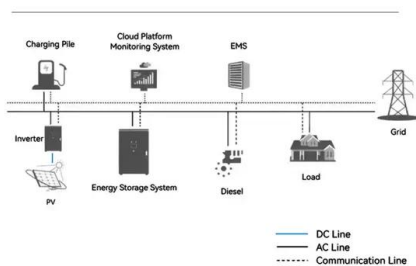 Charging Pile
Cloud Platform
Monitoring System
EMS
Grid
Inverter
PV
Energy Storage System
Diesel
Load
DC Line
AC Line
Communication Line